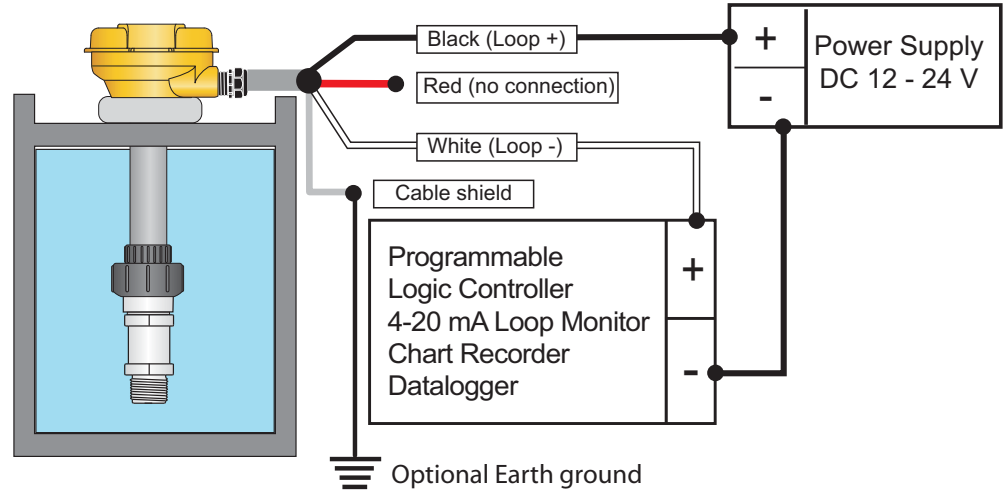 Black (Loop +)
Red (no connection)
White (Loop -)
Cable shield
+
-
Power Supply
DC 12 - 24 V
Programmable
Logic Controller
4-20 mA Loop Monitor
Chart Recorder
Datalogger
+
-
Optional Earth ground